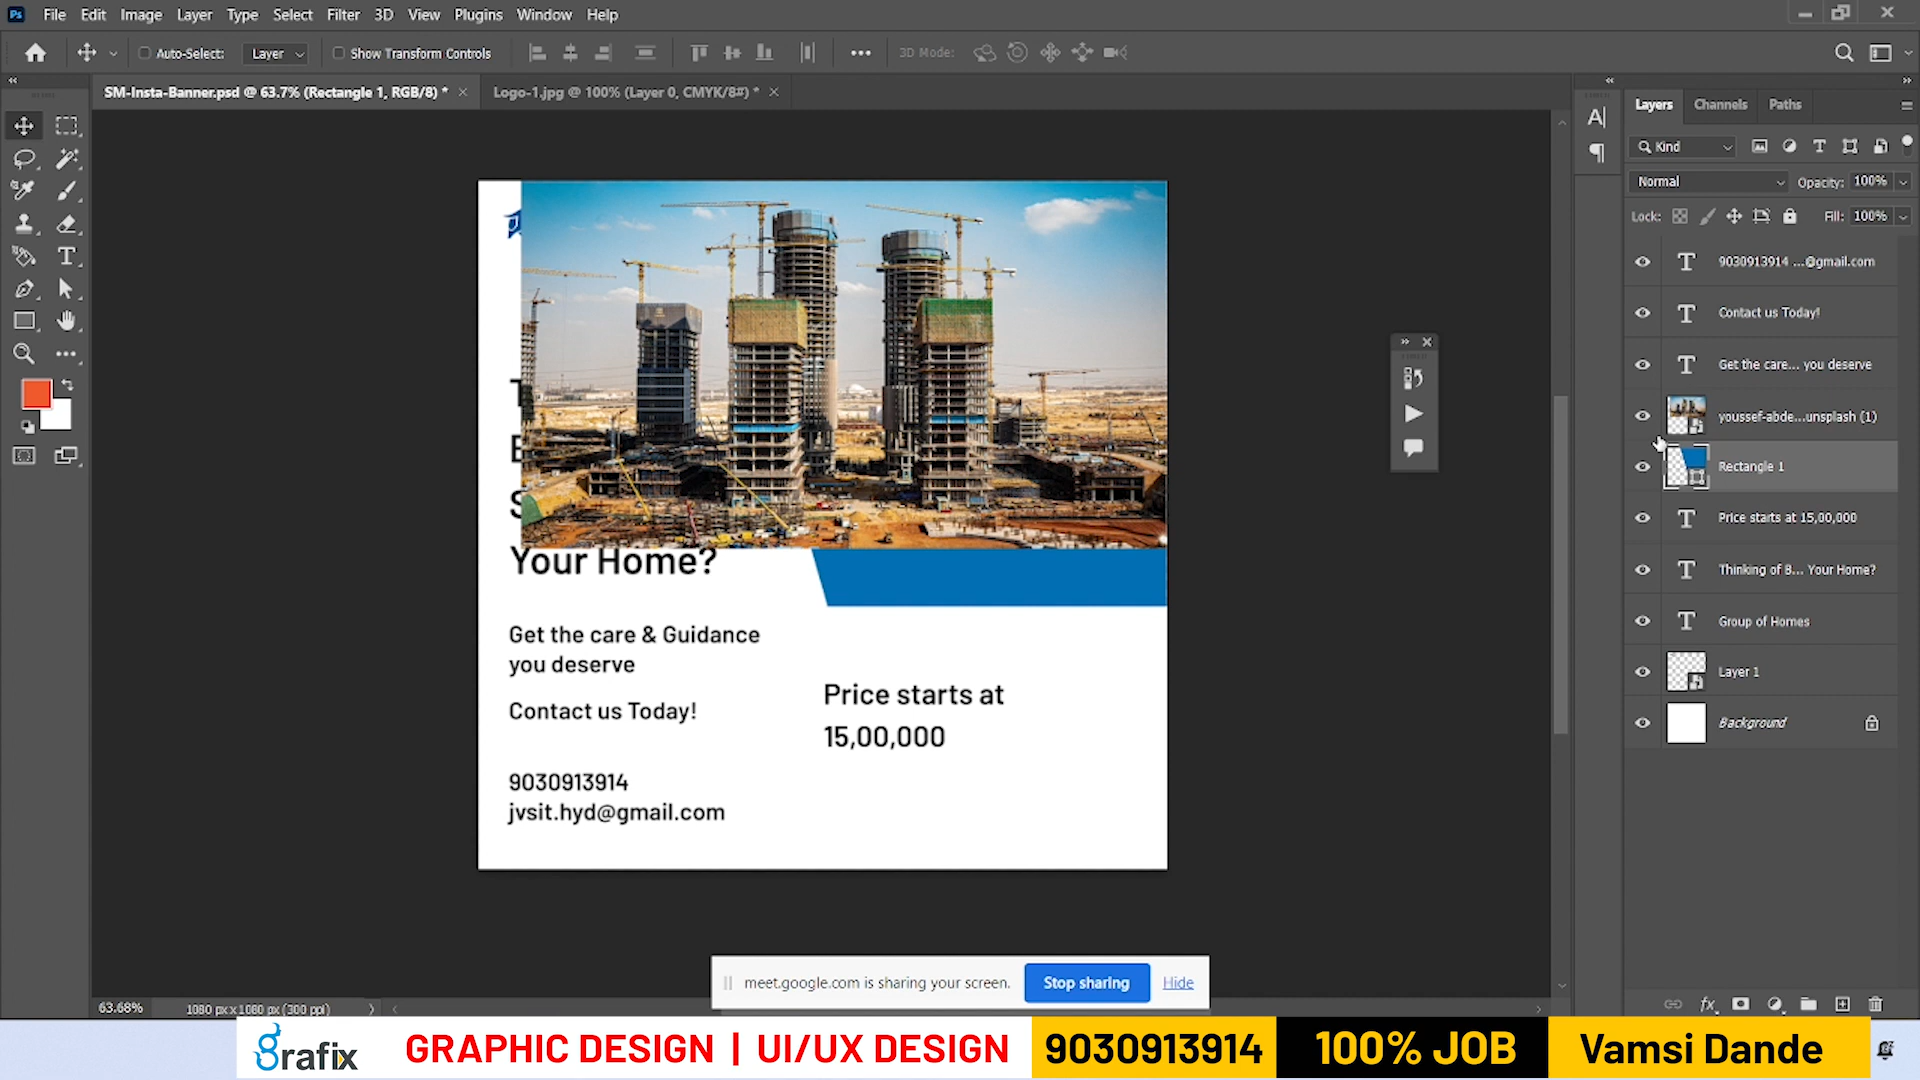 Ps File Edit Image Layer Type Select Filter 3D View Plugins Window Help
Auto-Select: Layer Show Transform Controls 3D Mode:
SM-Insta-Banner.psd @ 63.7% (Rectangle 1, RGB/8) * Logo-1.jpg @ 100% (Layer 0, CMYK/8#) *
Layers Channels Paths
Kind
Normal Opacity: 100%
Lock: Fill: 100%
9030913914 ...@gmail.com
Contact us Today!
Get the care... you deserve
youssef-abde...unsplash (1)
Rectangle 1
Price starts at 15,00,000
Thinking of B... Your Home?
Group of Homes
Layer 1
Background
Your Home?
Get the care & Guidance
you deserve
Contact us Today!
Price starts at
15,00,000
9030913914
jvsit.hyd@gmail.com
meet.google.com is sharing your screen. Stop sharing Hide
63.68% 1080 px x 1080 px (300 ppi)
grafix GRAPHIC DESIGN | UI/UX DESIGN 9030913914 100% JOB Vamsi Dande